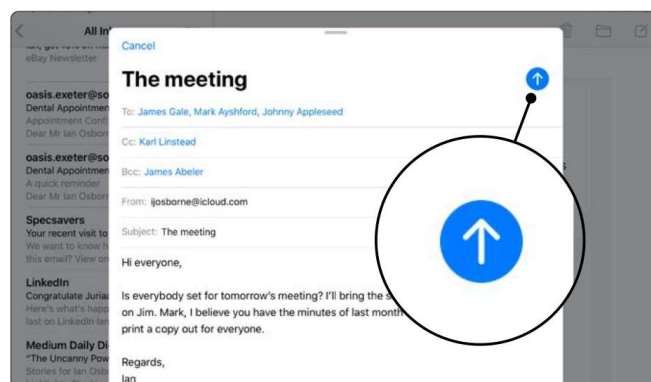 All In
eBay Newsletter
oasis.exeter@so
Dental Appointmen
Appointment Confi
Dear Mr Ian Osborn
oasis.exeter@so
Dental Appointmen
A quick reminder
Dear Mr Ian Osborn
Specsavers
Your recent visit to
We want to know h
this email? View on
LinkedIn
Congratulate Juriaa
Here's what's happ
last on LinkedIn Ian
Medium Daily Di
"The Uncanny Pow
Stories for Ian Osb
Cancel
The meeting
To: James Gale, Mark Ayshford, Johnny Appleseed
Cc: Karl Linstead
Bcc: James Abeler
From: ijosborne@icloud.com
Subject: The meeting
Hi everyone,
Is everybody set for tomorrow's meeting? I'll bring the s
on Jim. Mark, I believe you have the minutes of last month
print a copy out for everyone.
Regards,
Ian